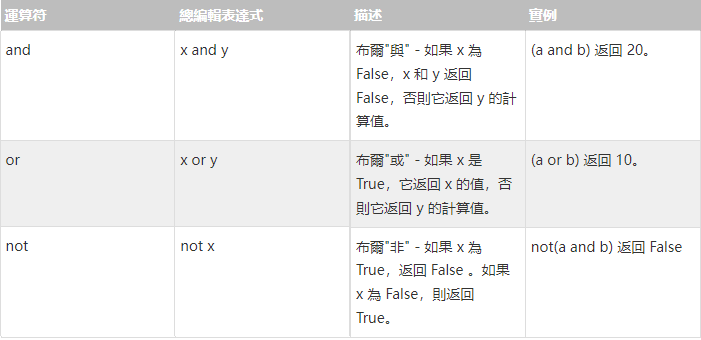 運算符 總編輯表達式 描述 實例
and x and y 布爾"與" - 如果 x 為 (a and b) 返回 20。
False，x 和 y 返回
False，否則它返回 y 的計
算值。
or x or y 布爾"或" - 如果 x 是 (a or b) 返回 10。
True，它返回 x 的值，否
則它返回 y 的計算值。
not not x 布爾"非" - 如果 x 為 not(a and b) 返回 False
True，返回 False 。如果
x 為 False，則返回
True。